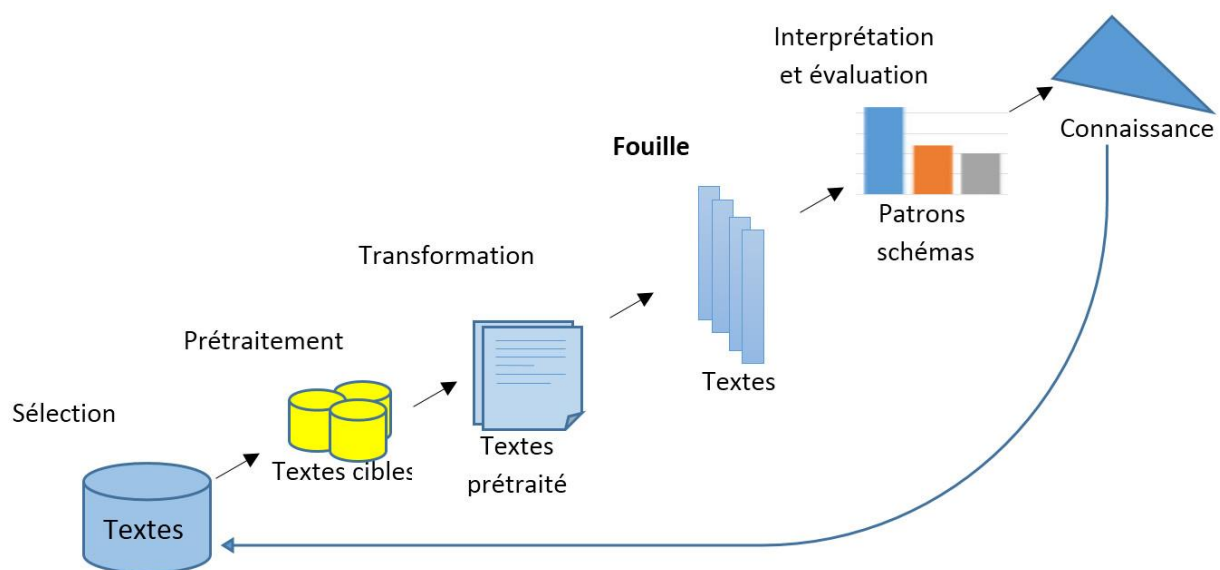 Interprétation
et évaluation
Connaissance
Fouille
Patrons
schémas
Transformation
Prétraitement
Textes
Sélection
Textes
prétraité
Textes cibles
Textes